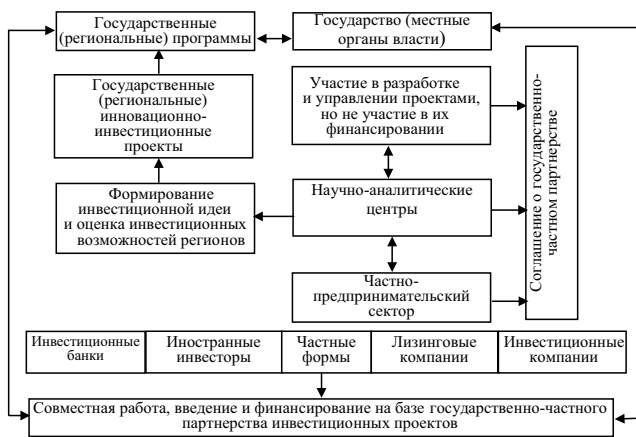 Государственные
(региональные) программы
Государство (местные
органы власти)
Государственные
(региональные)
инновационно-
инвестиционные
проекты
Участие в разработке
и управлении проектами,
но не участие в их
финансировании
Формирование
инвестиционной идеи
и оценка инвестиционных
возможностей регионов
Научно-аналитические
центры
Частно-
предпринимательский
сектор
Соглашение о государственно-
частном партнерстве
Инвестиционные
банки
Иностранные
инвесторы
Частные
формы
Лизинговые
компании
Инвестиционные
компании
Совместная работа, введение и финансирование на базе государственно-частного
партнерства инвестиционных проектов